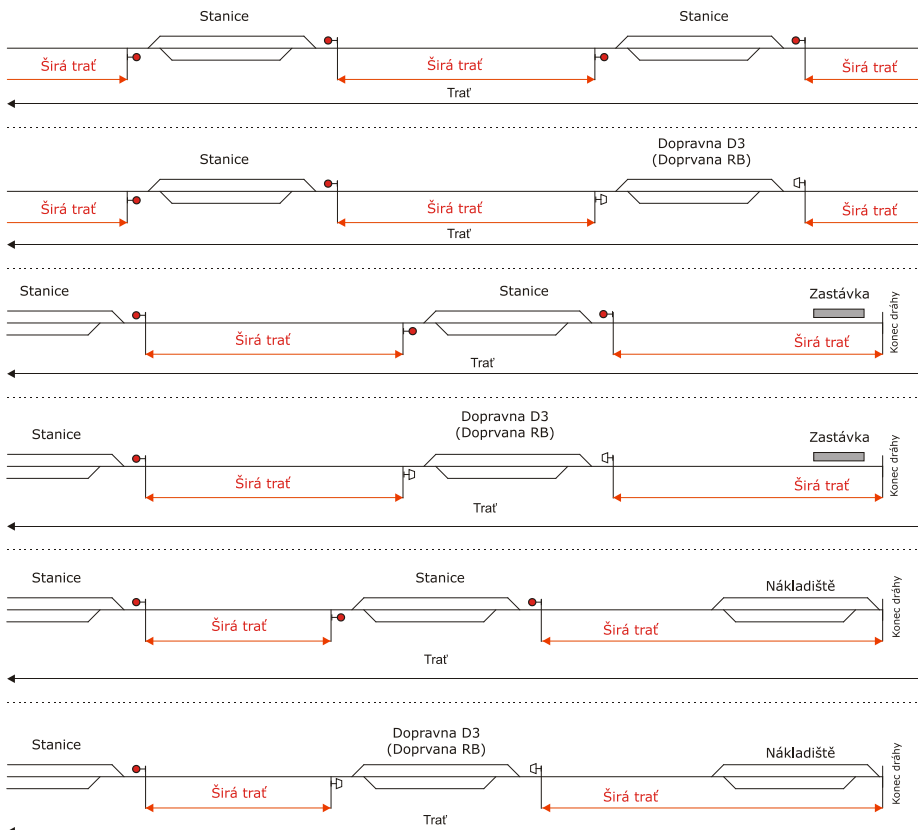 Stanice
Stanice
Širá trať
Širá trať
Širá trať
Trať
Stanice
Dopravna D3
(Doprvana RB)
Širá trať
Širá trať
Širá trať
Trať
Stanice
Stanice
Zastávka
Konec dráhy
Širá trať
Širá trať
Trať
Stanice
Dopravna D3
(Doprvana RB)
Zastávka
Konec dráhy
Širá trať
Širá trať
Trať
Stanice
Stanice
Nákladiště
Konec dráhy
Širá trať
Širá trať
Trať
Stanice
Dopravna D3
(Doprvana RB)
Nákladiště
Konec dráhy
Širá trať
Širá trať
Trať